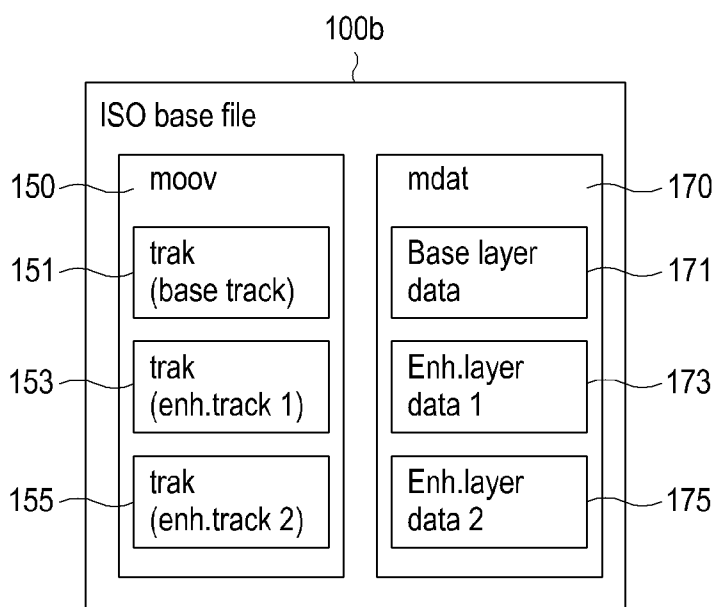 100b
ISO base file
150
moov
mdat
170
151
trak
(base track)
Base layer
data
171
153
trak
(enh.track 1)
Enh.layer
data 1
173
155
trak
(enh.track 2)
Enh.layer
data 2
175